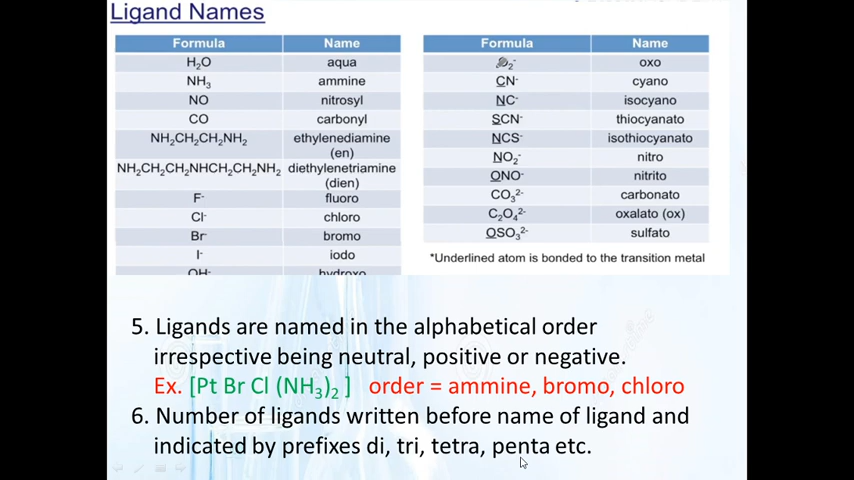 Ligand Names
Formula Name
H₂O aqua
NH₃ ammine
NO nitrosyl
CO carbonyl
NH₂CH₂CH₂NH₂ ethylenediamine
(en)
NH₂CH₂CH₂NHCH₂CH₂NH₂ diethylenetriamine
(dien)
F⁻ fluoro
Cl⁻ chloro
Br⁻ bromo
I⁻ iodo
OH⁻ hydroxo
Formula Name
oxo
CN⁻ cyano
NC⁻ isocyano
SCN⁻ thiocyanato
NCS⁻ isothiocyanato
NO₂⁻ nitro
ONO⁻ nitrito
CO₃²⁻ carbonato
C₂O₄²⁻ oxalato (ox)
OSO₃²⁻ sulfato
*Underlined atom is bonded to the transition metal
5. Ligands are named in the alphabetical order
irrespective being neutral, positive or negative.
Ex. [Pt Br Cl (NH₃)₂ ] order = ammine, bromo, chloro
6. Number of ligands written before name of ligand and
indicated by prefixes di, tri, tetra, penta etc.